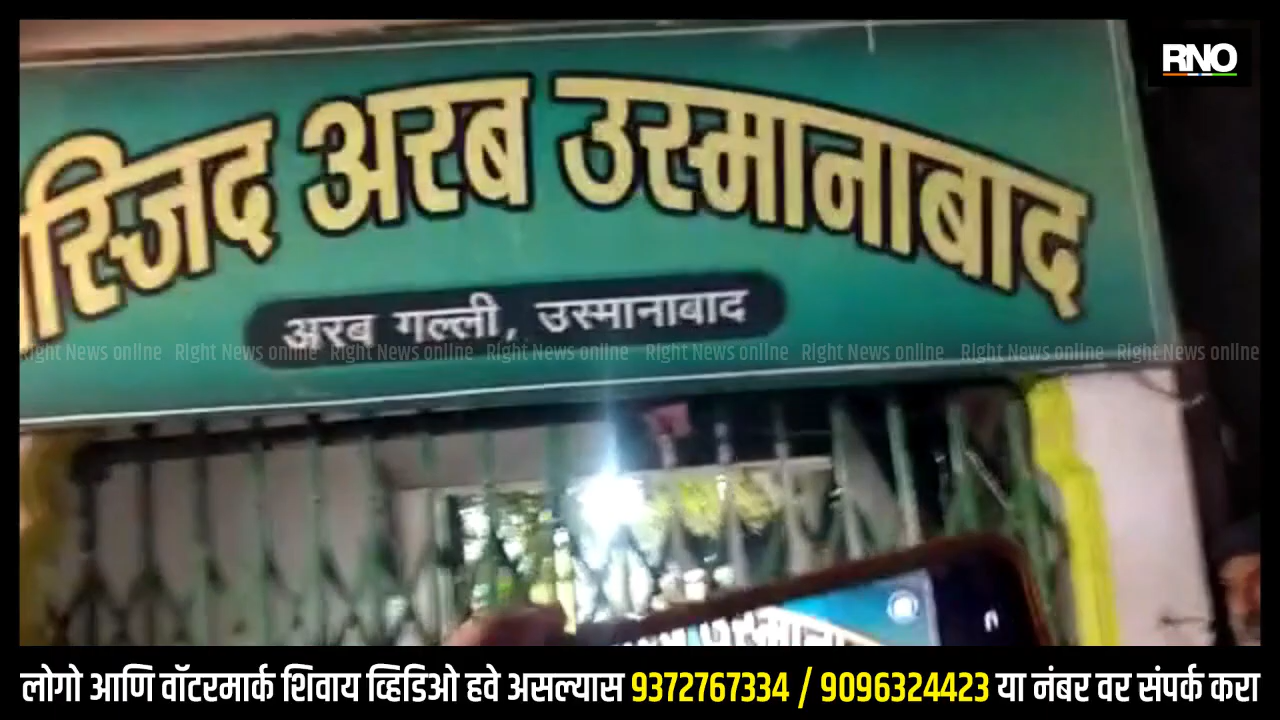 RNO
मस्जिद अरब उस्मानाबाद
अरब गल्ली, उस्मानाबाद
Right News online Right News online Right News online Right News online Right News online Right News online Right News online Right News online
उस्माना
लोगो आणि वॉटरमार्क शिवाय व्हिडिओ हवे असल्यास 9372767334 / 9096324423 या नंबर वर संपर्क करा